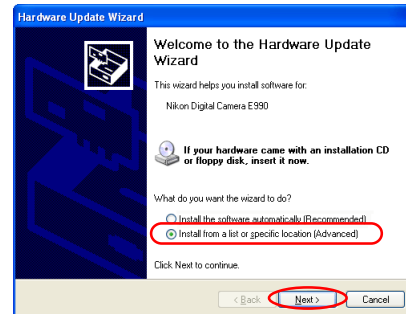 Hardware Update Wizard
Welcome to the Hardware Update
Wizard
This wizard helps you install software for:
Nikon Digital Camera E990
If your hardware came with an installation CD
or floppy disk, insert it now.
What do you want the wizard to do?
Install the software automatically (Recommended)
Install from a list or specific location (Advanced)
Click Next to continue.
< Back
Next >
Cancel